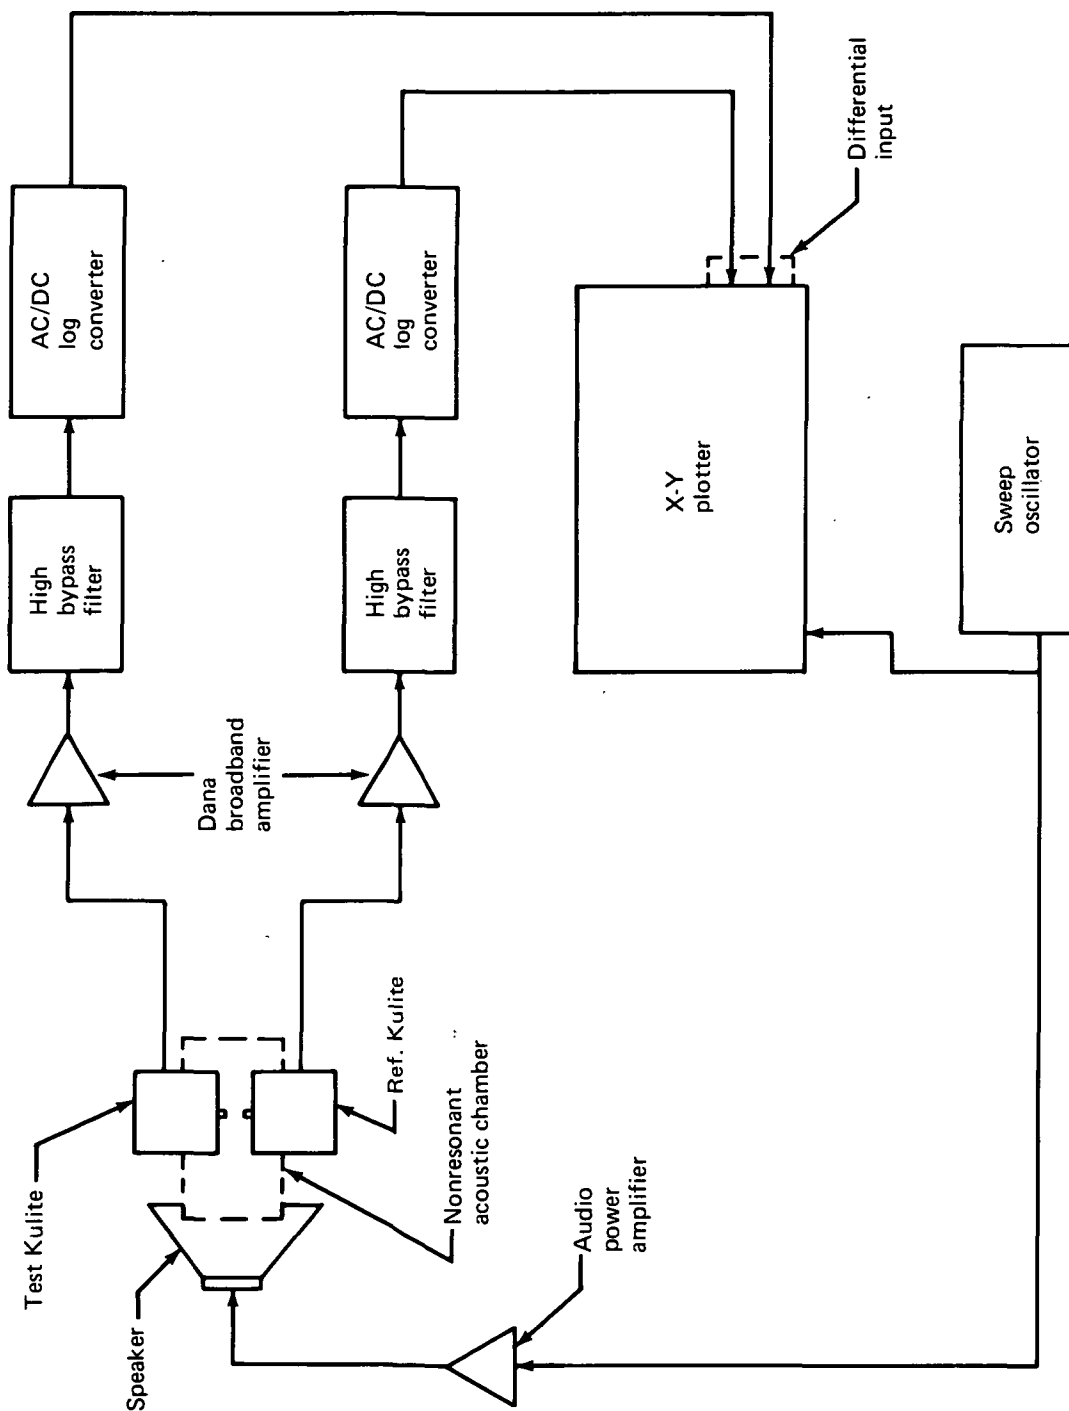 Test Kulite
Speaker
Dana
broadband
amplifier
High
bypass
filter
AC/DC
log
converter
Ref. Kulite
Nonresonant
acoustic chamber
High
bypass
filter
AC/DC
log
converter
Audio
power
amplifier
X-Y
plotter
Differential
input
Sweep
oscillator